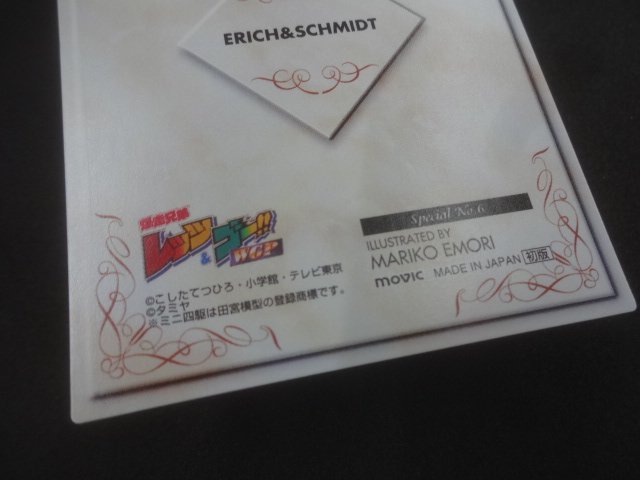 ERICH&SCHMIDT
爆走兄弟
レッツ
&
ゴー!!
WGP
©こしたてつひろ・小学館・テレビ東京
©タミヤ
※ミニ四駆は田宮模型の登録商標です。
Special No.6
ILLUSTRATED BY
MARIKO EMORI
movic MADE IN JAPAN 初版